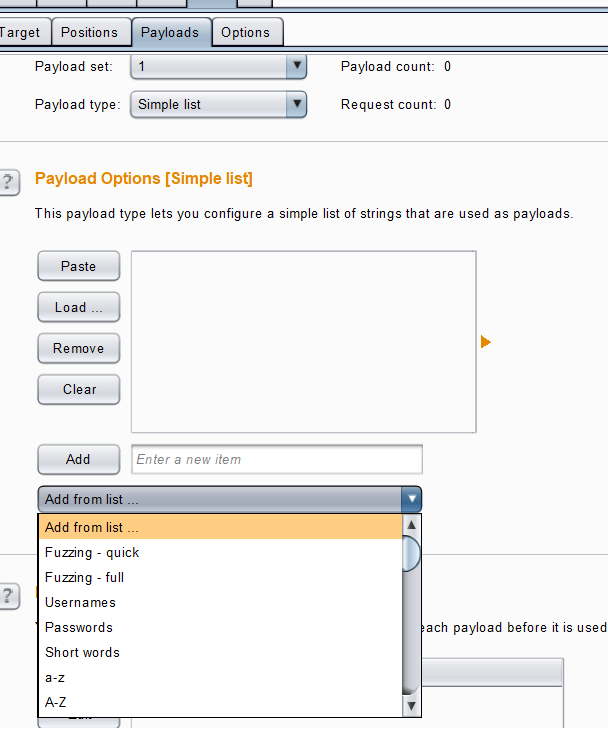 Target Positions Payloads Options
Payload set: 1 Payload count: 0
Payload type: Simple list Request count: 0
? Payload Options [Simple list]
This payload type lets you configure a simple list of strings that are used as payloads.
Paste
Load ...
Remove
Clear
Add Enter a new item
Add from list ...
Add from list ...
Fuzzing - quick
Fuzzing - full
?
Usernames
Passwords each payload before it is used
Short words
a-z
A-Z